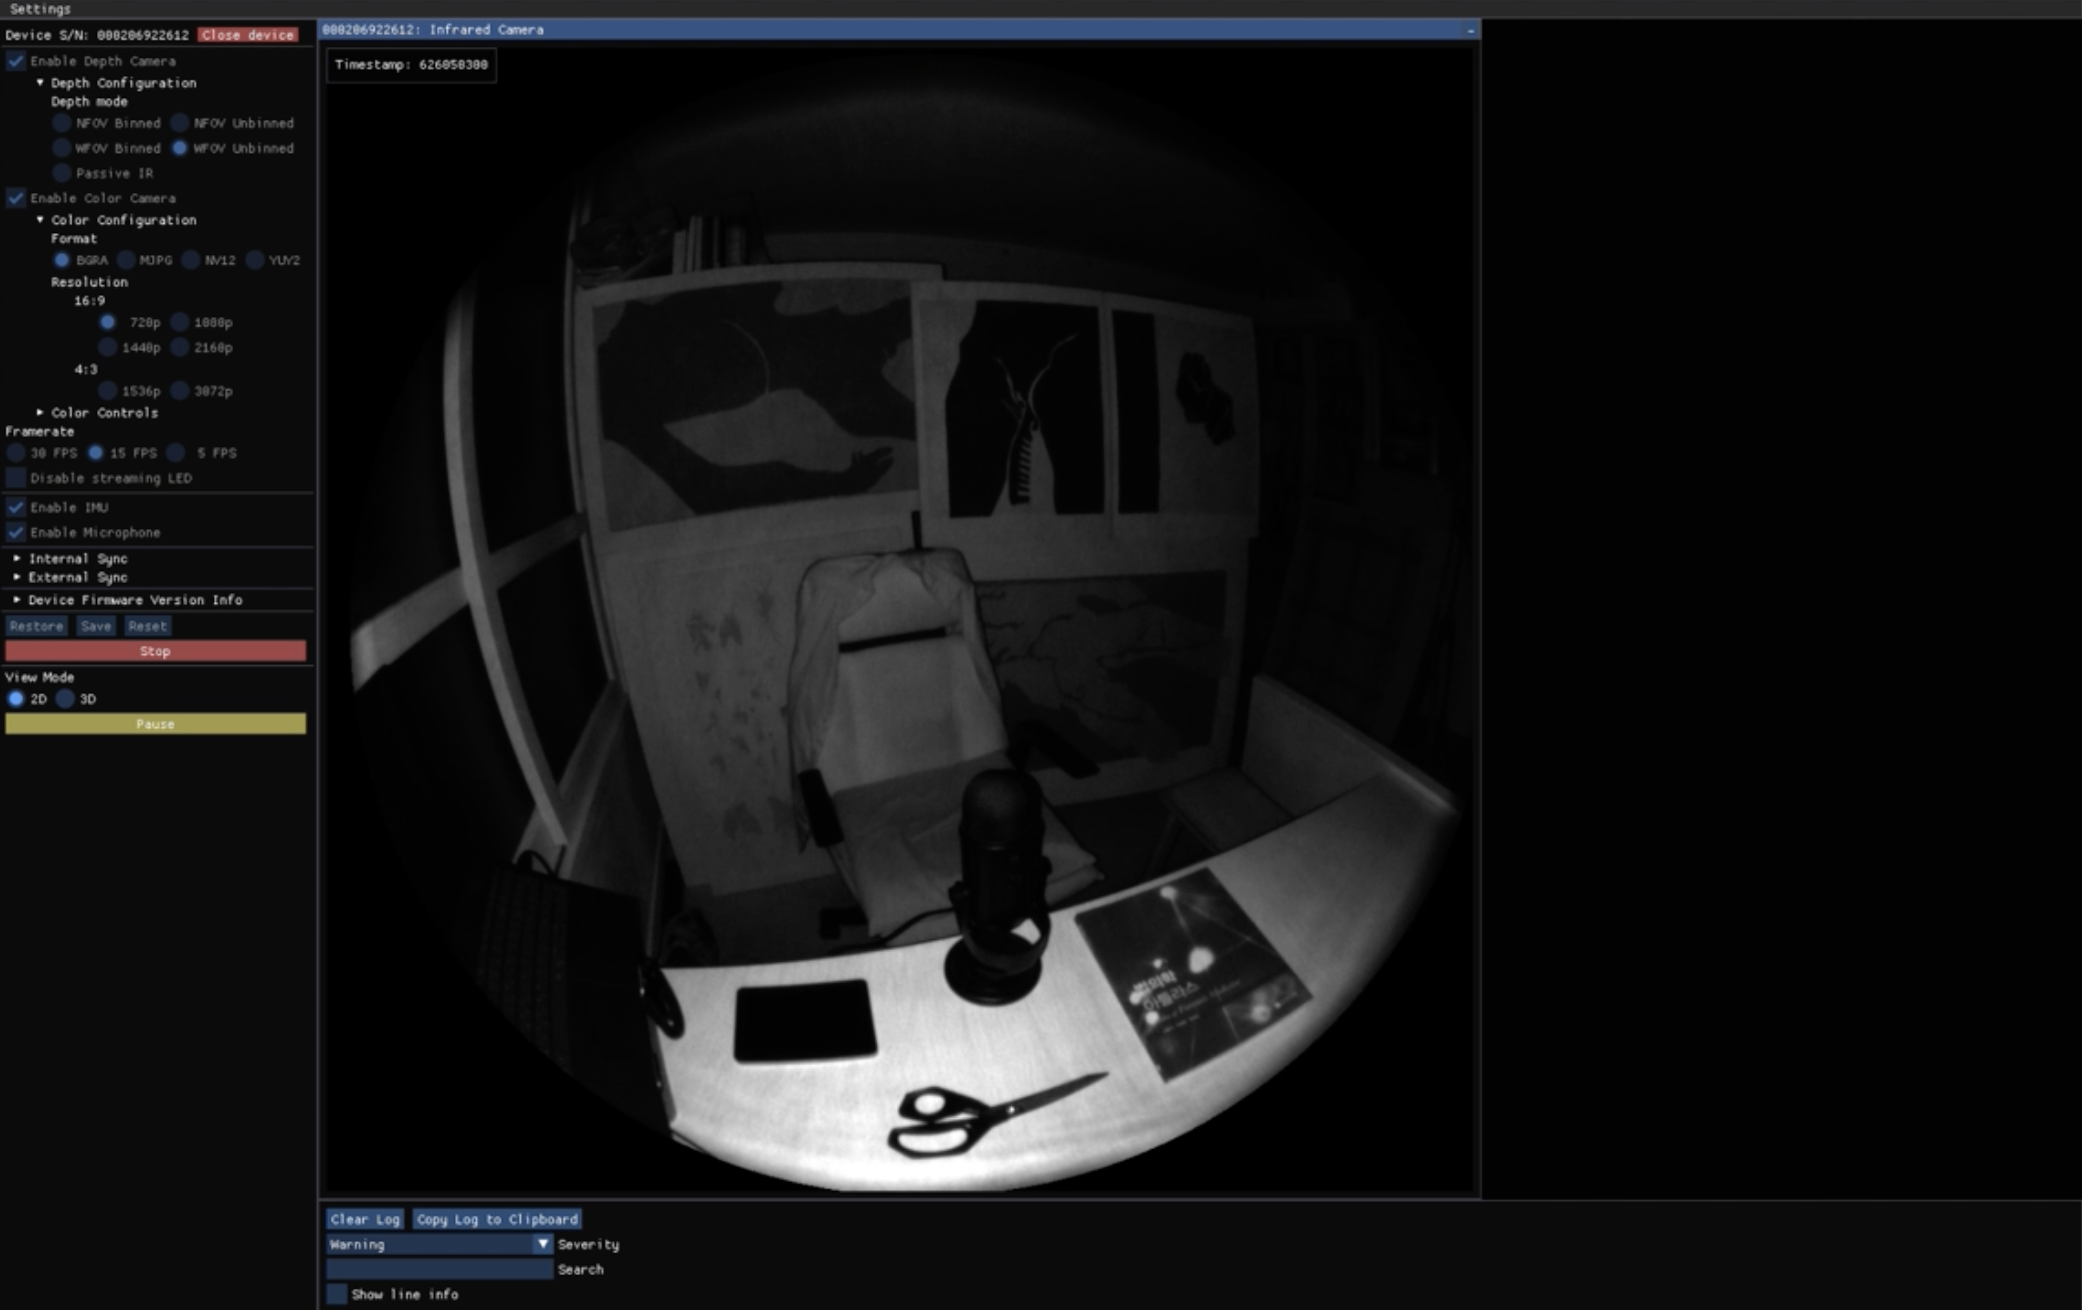 Settings
Device S/N: 000206922612 Close device
Enable Depth Camera
Depth Configuration
Depth mode
NFOV Binned NFOV Unbinned
WFOV Binned WFOV Unbinned
Passive IR
Enable Color Camera
Color Configuration
Format
BGRA MJPG NV12 YUY2
Resolution
16:9
720p 1080p
1440p 2160p
4:3
1536p 3072p
Color Controls
Framerate
30 FPS 15 FPS 5 FPS
Disable streaming LED
Enable IMU
Enable Microphone
Internal Sync
External Sync
Device Firmware Version Info
Restore Save Reset
Stop
View Mode
2D 3D
Pause
000206922612: Infrared Camera
Timestamp: 626050300
아틀라스
Clear Log Copy Log to Clipboard
Warning Severity
Search
Show line info